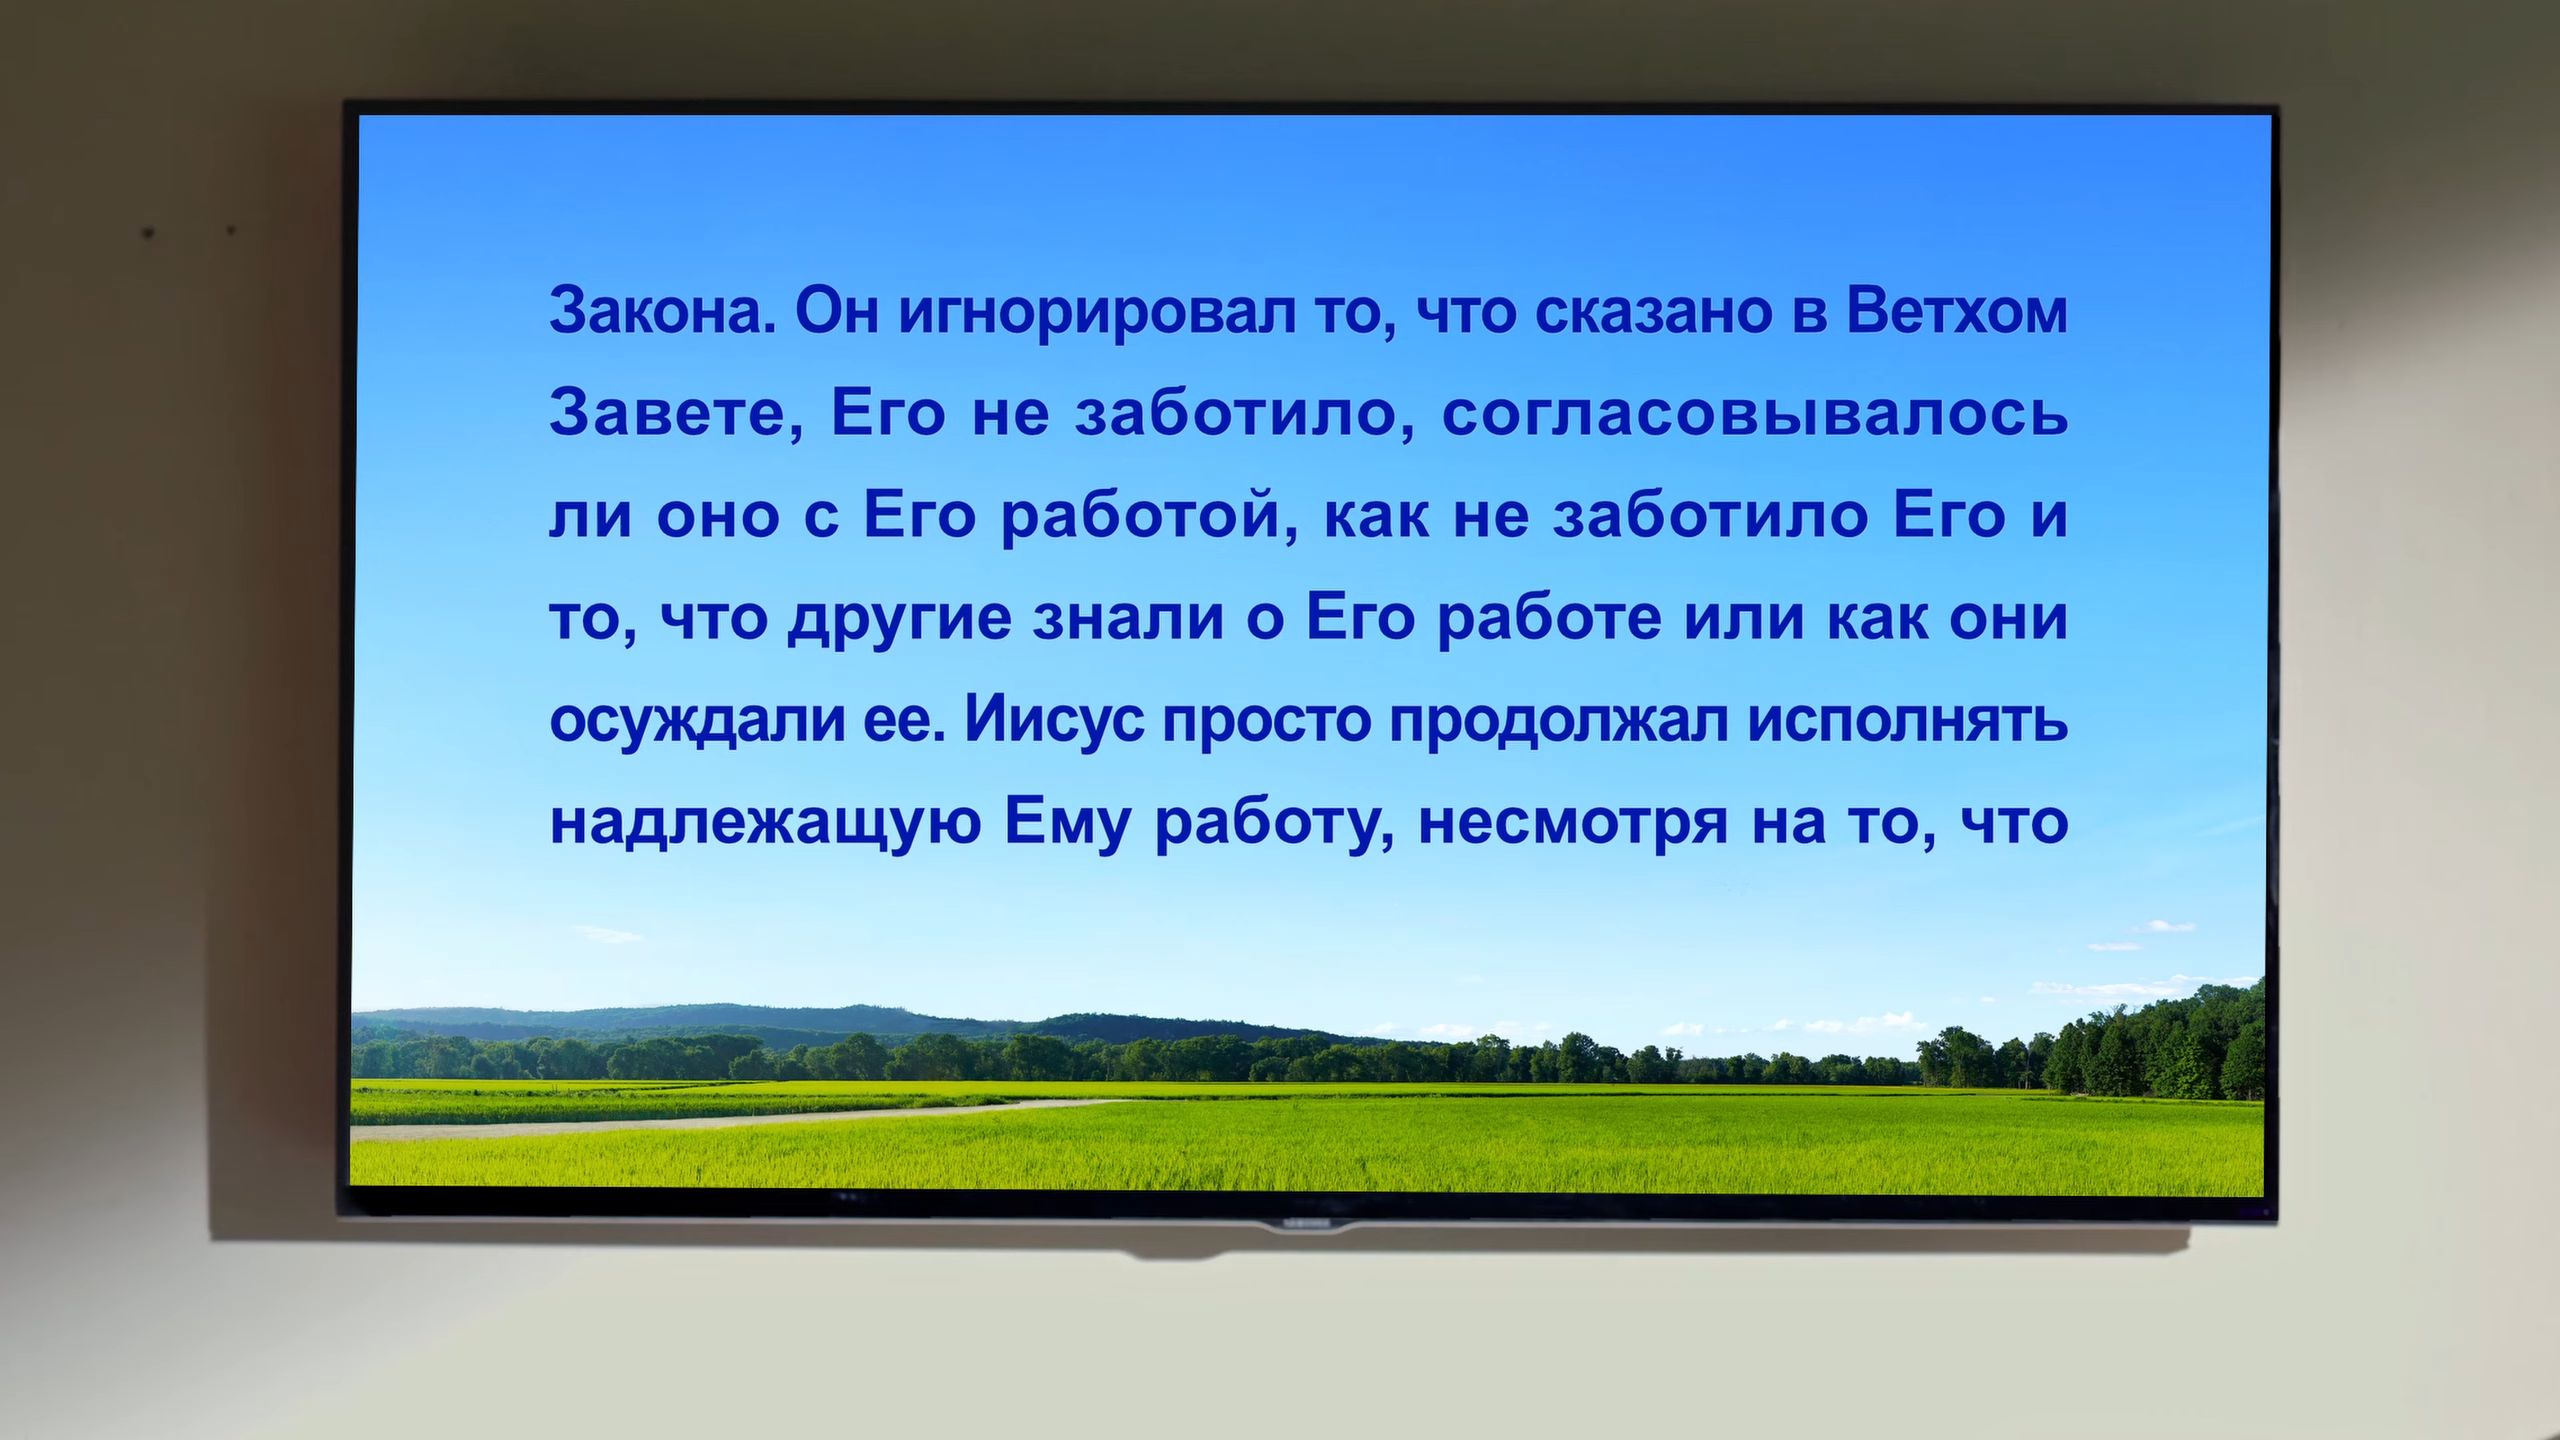 Закона. Он игнорировал то, что сказано в Ветхом
Завете, Его не заботило, согласовывалось
ли оно с Его работой, как не заботило Его и
то, что другие знали о Его работе или как они
осуждали ее. Иисус просто продолжал исполнять
надлежащую Ему работу, несмотря на то, что